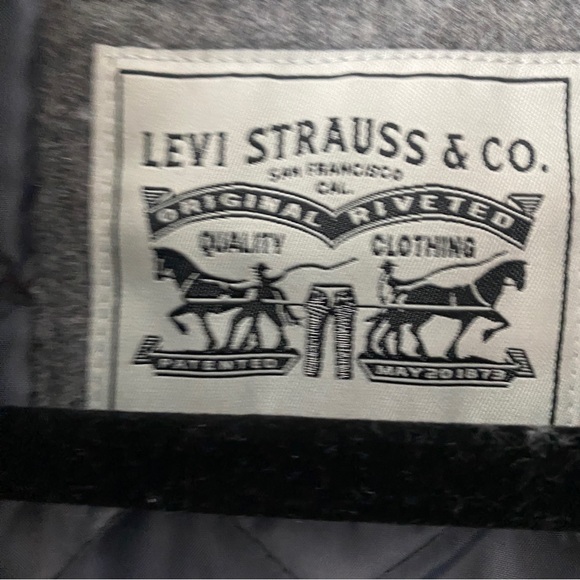 LEVI STRAUSS & CO.
SAN FRANCISCO
CAL.
ORIGINAL RIVETED
QUALITY CLOTHING
PATENTED MAY 20 1873